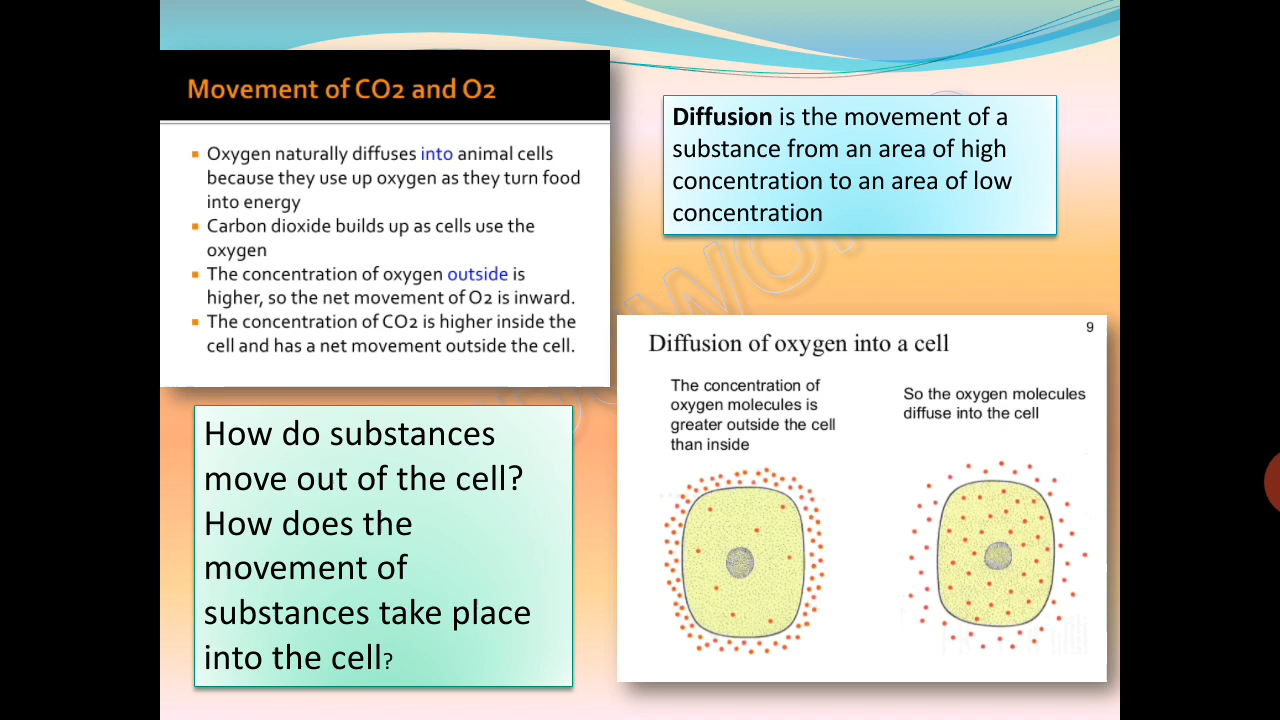 Movement of CO2 and O2
Oxygen naturally diffuses into animal cells
because they use up oxygen as they turn food
into energy
Carbon dioxide builds up as cells use the
oxygen
The concentration of oxygen outside is
higher, so the net movement of O2 is inward.
The concentration of CO2 is higher inside the
cell and has a net movement outside the cell.
Diffusion is the movement of a
substance from an area of high
concentration to an area of low
concentration
How do substances
move out of the cell?
How does the
movement of
substances take place
into the cell?
9
Diffusion of oxygen into a cell
The concentration of
oxygen molecules is
greater outside the cell
than inside
So the oxygen molecules
diffuse into the cell